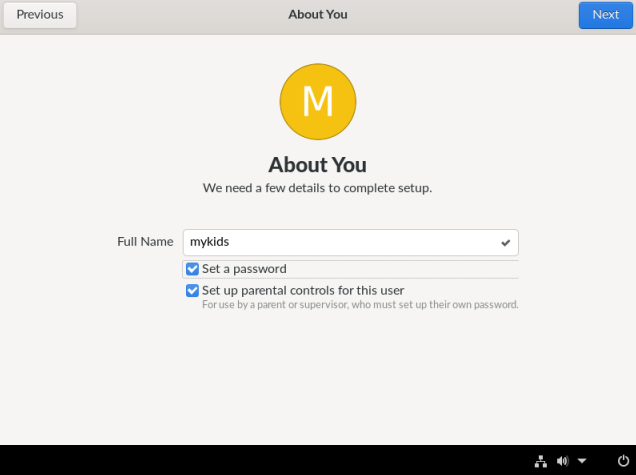 Previous
About You
Next
M
About You
We need a few details to complete setup.
Full Name
mykids
Set a password
Set up parental controls for this user
For use by a parent or supervisor, who must set up their own password.